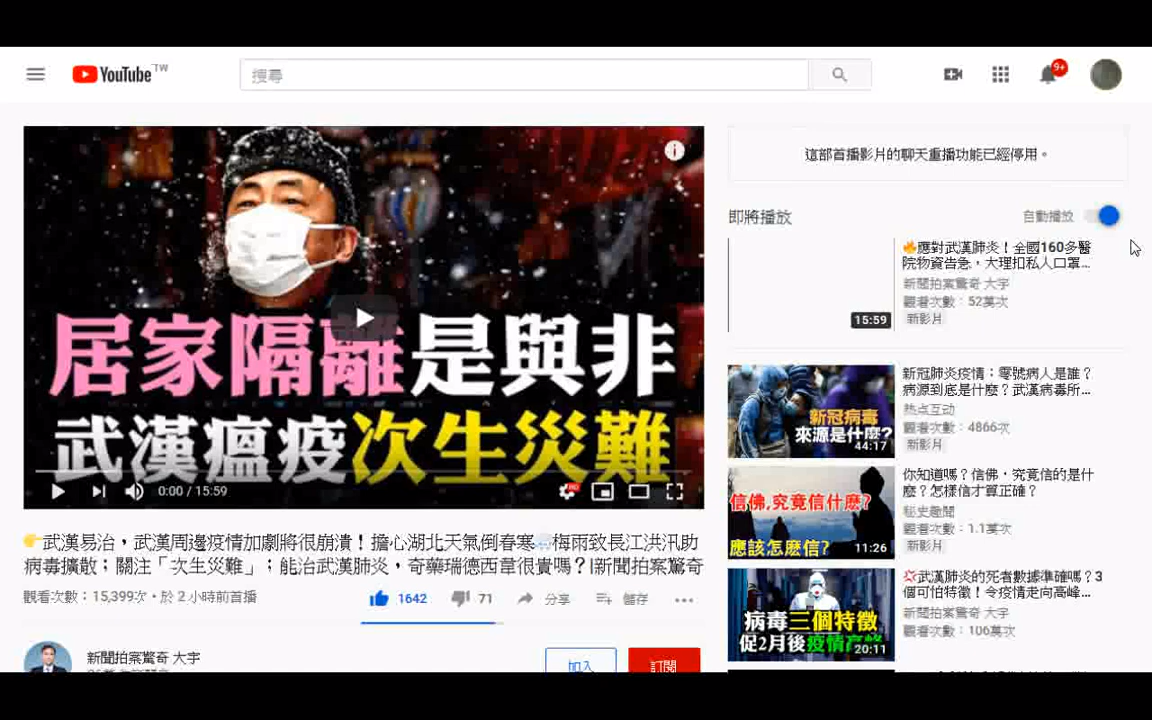 YouTube TW
搜尋
9+
居家隔離是與非
武漢瘟疫次生災難
0:00 / 15:59
👉武漢易治，武漢周邊疫情加劇將很崩潰！擔心湖北天氣倒春寒🌨️梅雨致長江洪汛助
病毒擴散；關注「次生災難」；能治武漢肺炎，奇藥瑞德西韋很貴嗎？|新聞拍案驚奇
觀看次數：15,399次 • 於 2 小時前首播
1642
71
分享
儲存
新聞拍案驚奇 大宇
加入
訂閱
這部首播影片的聊天重播功能已經停用。
即將播放
自動播放
15:59
🔥應對武漢肺炎！全國160多醫
院物資告急，大理扣私人口罩...
新聞拍案驚奇 大宇
觀看次數：52萬次
新影片
新冠病毒
來源是什麼?
44:17
新冠肺炎疫情：零號病人是誰？
病源到底是什麼？武漢病毒所...
热点互动
觀看次數：4866次
新影片
信佛,究竟信什麼?
應該怎麼信?
11:26
你知道嗎？信佛，究竟信的是什
麼？怎樣信才算正確？
秘史趣聞
觀看次數：1.1萬次
新影片
病毒三個特徵
促2月後疫情高峰
20:11
💢武漢肺炎的死者數據準確嗎？3
個可怕特徵！令疫情走向高峰...
新聞拍案驚奇 大宇
觀看次數：106萬次